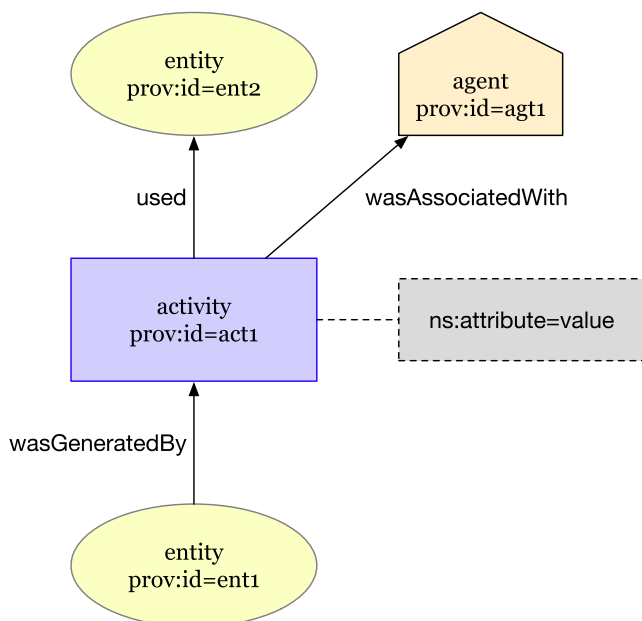 entity
prov:id=ent2
agent
prov:id=agt1
used
wasAssociatedWith
activity
prov:id=act1
ns:attribute=value
wasGeneratedBy
entity
prov:id=ent1